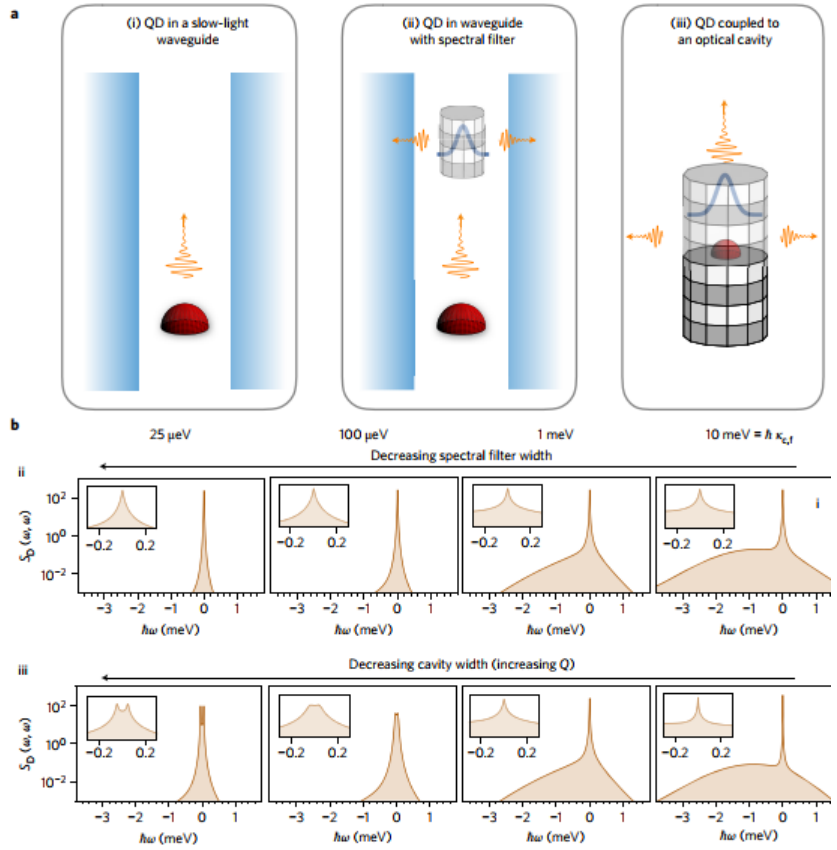 a
(i) QD in a slow-light waveguide
(ii) QD in waveguide with spectral filter
(iii) QD coupled to an optical cavity
b
25 μeV 100 μeV 1 meV 10 meV = ℏ κc,f
Decreasing spectral filter width
ii
i
S_D (ω, ω)
10² 10⁰ 10⁻²
−0.2 0.2 −0.2 0.2 −0.2 0.2 −0.2 0.2
−3 −2 −1 0 1 −3 −2 −1 0 1 −3 −2 −1 0 1 −3 −2 −1 0 1
ℏω (meV) ℏω (meV) ℏω (meV) ℏω (meV)
iii
Decreasing cavity width (increasing Q)
S_D (ω, ω)
10² 10⁰ 10⁻²
−0.2 0.2 −0.2 0.2 −0.2 0.2 −0.2 0.2
−3 −2 −1 0 1 −3 −2 −1 0 1 −3 −2 −1 0 1 −3 −2 −1 0 1
ℏω (meV) ℏω (meV) ℏω (meV) ℏω (meV)